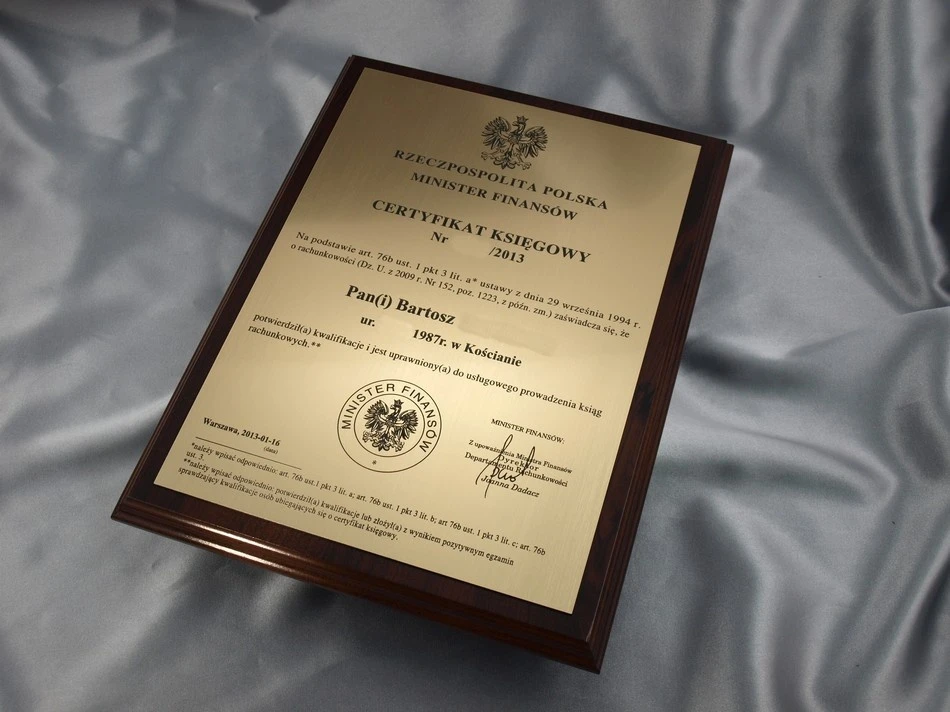 RZECZPOSPOLITA POLSKA
MINISTER FINANSÓW
CERTYFIKAT KSIĘGOWY
Nr /2013
Na podstawie art. 76b ust. 1 pkt 3 lit. a* ustawy z dnia 29 września 1994 r.
o rachunkowości (Dz. U. z 2009 r. Nr 152, poz. 1223, z późn. zm.) zaświadcza się, że
Pan(i) Bartosz
ur. 1987r. w Kościanie
potwierdził(a) kwalifikacje i jest uprawniony(a) do usługowego prowadzenia ksiąg
rachunkowych.**
MINISTER FINANSÓW
MINISTER FINANSÓW:
Z upoważnienia Ministra Finansów
Dyrektor
Departamentu Rachunkowości
Joanna Dadacz
Warszawa, 2013-01-16
(data)
*należy wpisać odpowiednio: art. 76b ust.1 pkt 3 lit. a; art. 76b ust. 1 pkt 3 lit. b; art 76b ust. 1 pkt 3 lit. c; art. 76b
ust. 3.
**należy wpisać odpowiednio: potwierdził(a) kwalifikacje lub złożył(a) z wynikiem pozytywnym egzamin
sprawdzający kwalifikacje osób ubiegających się o certyfikat księgowy.